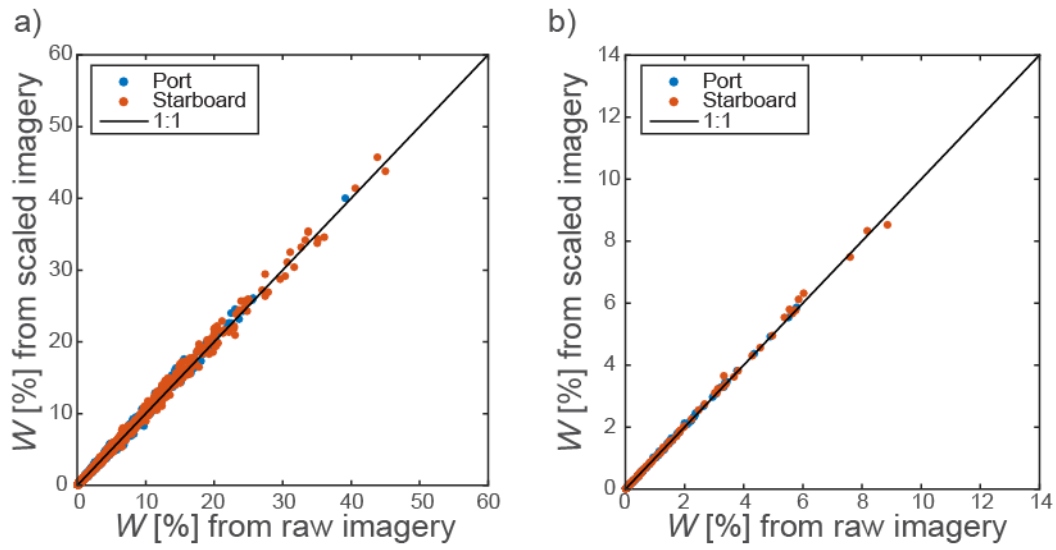 a)
60
50
40
30
20
10
0
W [%] from scaled imagery
Port
Starboard
1:1
0 10 20 30 40 50 60
W [%] from raw imagery
b)
14
12
10
8
6
4
2
0
W [%] from scaled imagery
Port
Starboard
1:1
0 2 4 6 8 10 12 14
W [%] from raw imagery